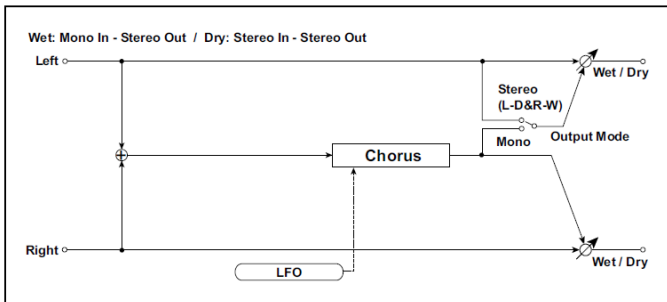 Wet: Mono In - Stereo Out / Dry: Stereo In - Stereo Out
Left
Wet / Dry
Stereo
(L-D&R-W)
Output Mode
Mono
Chorus
Right
Wet / Dry
LFO